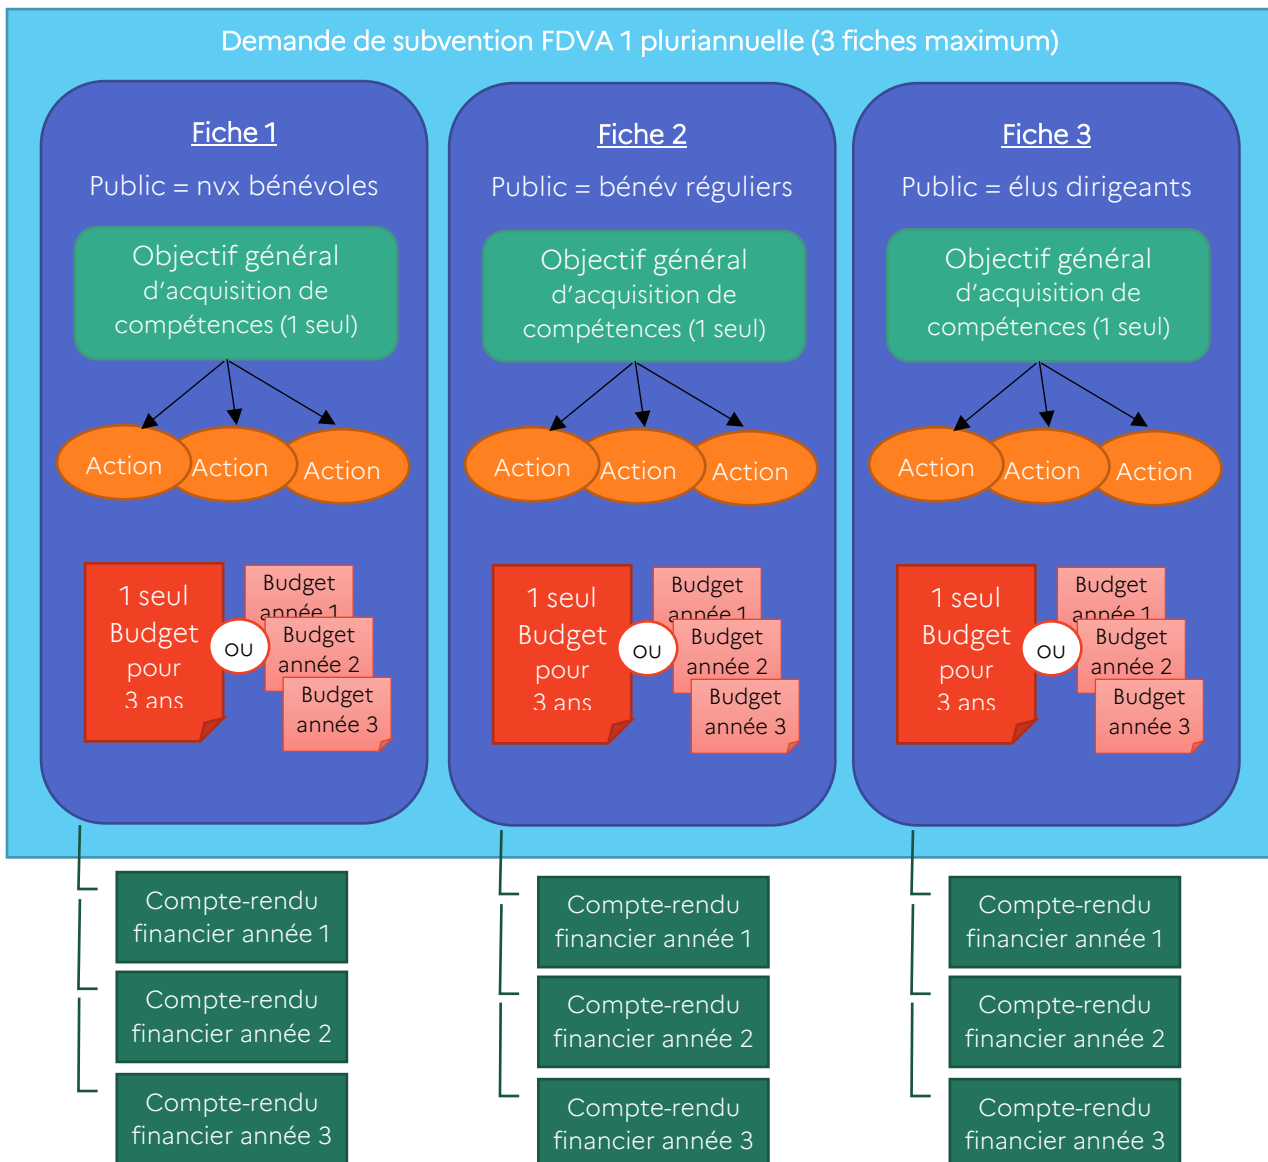 Demande de subvention FDVA 1 pluriannuelle (3 fiches maximum)
Fiche 1
Public = nvx bénévoles
Objectif général
d'acquisition de
compétences (1 seul)
Action
Action
Action
1 seul
Budget
pour
3 ans
ou
Budget
année 1
Budget
année 2
Budget
année 3
Fiche 2
Public = bénév réguliers
Objectif général
d'acquisition de
compétences (1 seul)
Action
Action
Action
1 seul
Budget
pour
3 ans
ou
Budget
année 1
Budget
année 2
Budget
année 3
Fiche 3
Public = élus dirigeants
Objectif général
d'acquisition de
compétences (1 seul)
Action
Action
Action
1 seul
Budget
pour
3 ans
ou
Budget
année 1
Budget
année 2
Budget
année 3
Compte-rendu
financier année 1
Compte-rendu
financier année 2
Compte-rendu
financier année 3
Compte-rendu
financier année 1
Compte-rendu
financier année 2
Compte-rendu
financier année 3
Compte-rendu
financier année 1
Compte-rendu
financier année 2
Compte-rendu
financier année 3